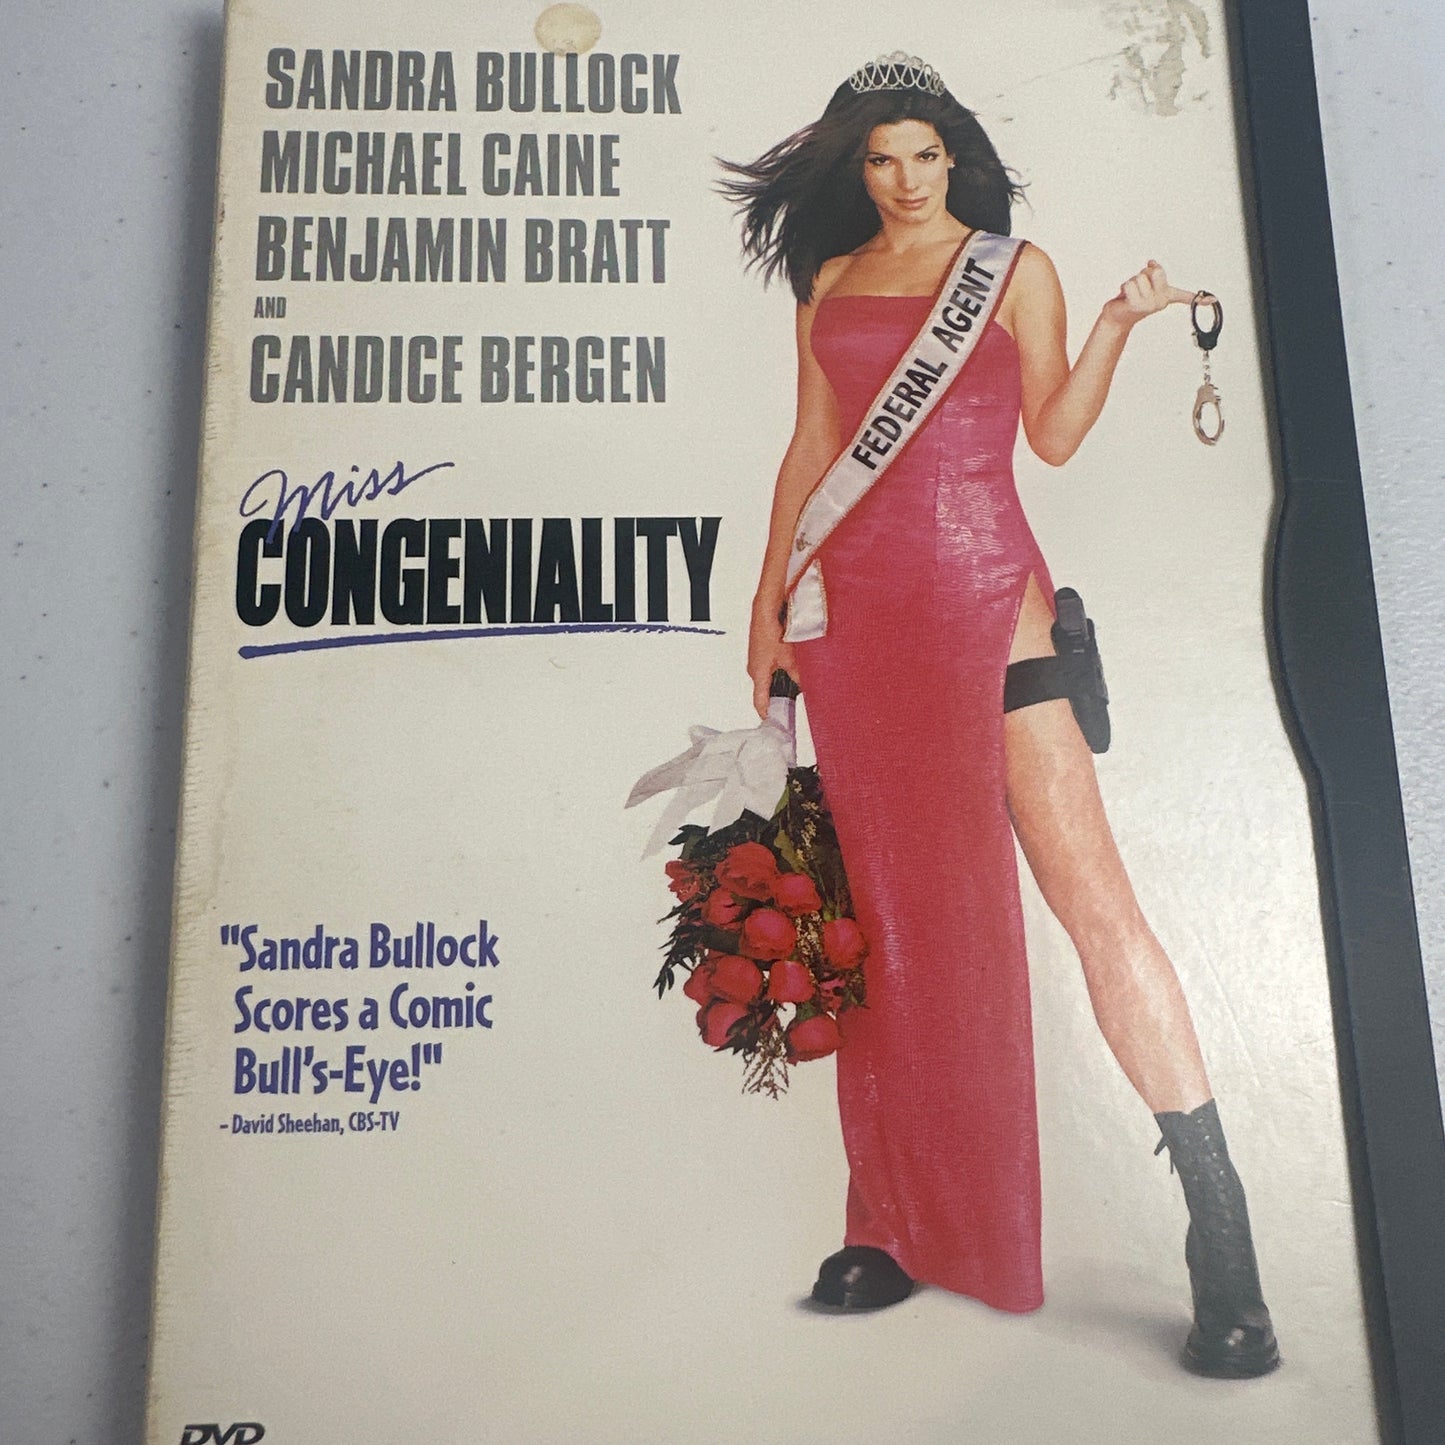 SANDRA BULLOCK
MICHAEL CAINE
BENJAMIN BRATT
AND
CANDICE BERGEN
Miss
CONGENIALITY
FEDERAL AGENT
"Sandra Bullock
Scores a Comic
Bull's-Eye!"
– David Sheehan, CBS-TV
DVD